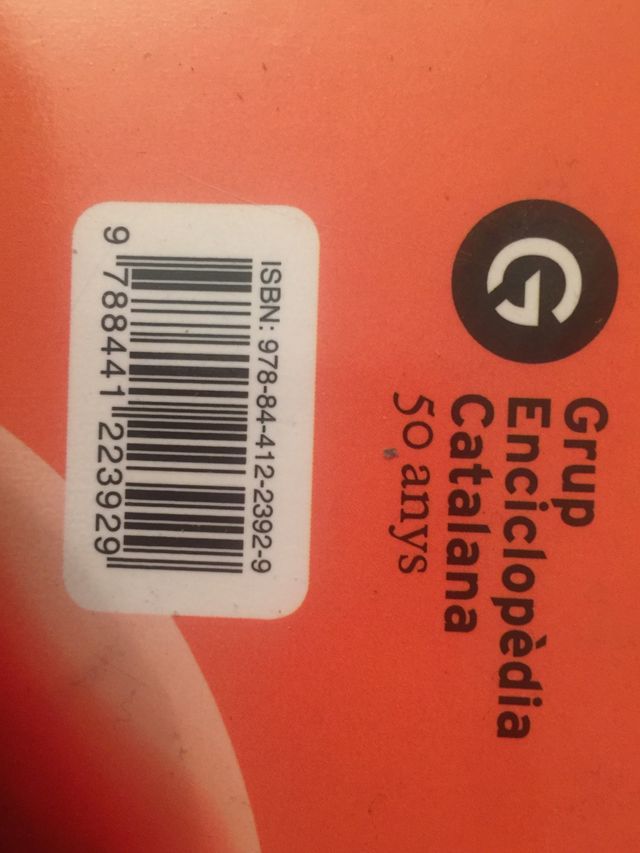 Grup
Enciclopèdia
Catalana
50 anys
ISBN: 978-84-412-2392-9
9 788441 223929